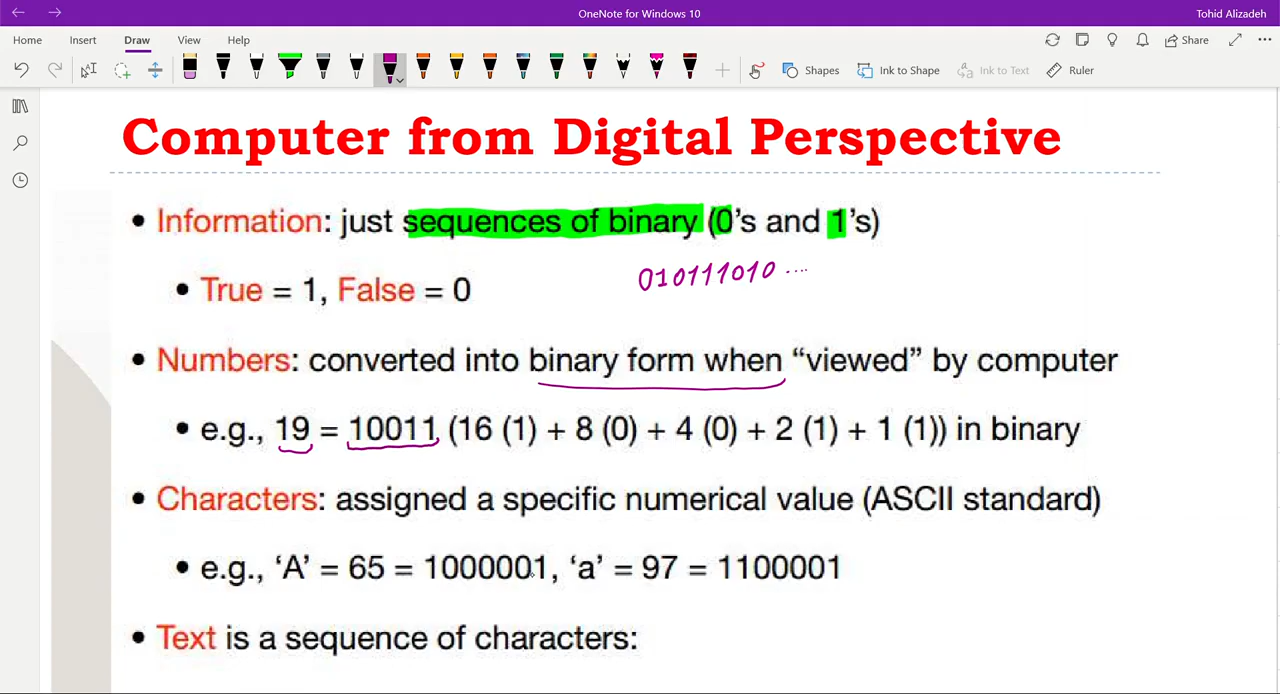 OneNote for Windows 10
Tohid Alizadeh
Home Insert Draw View Help
Share
Shapes Ink to Shape Ink to Text Ruler
Computer from Digital Perspective
• Information: just sequences of binary (0's and 1's)
• True = 1, False = 0
010111010 ....
• Numbers: converted into binary form when “viewed” by computer
• e.g., 19 = 10011 (16 (1) + 8 (0) + 4 (0) + 2 (1) + 1 (1)) in binary
• Characters: assigned a specific numerical value (ASCII standard)
• e.g., ‘A’ = 65 = 1000001, ‘a’ = 97 = 1100001
• Text is a sequence of characters: